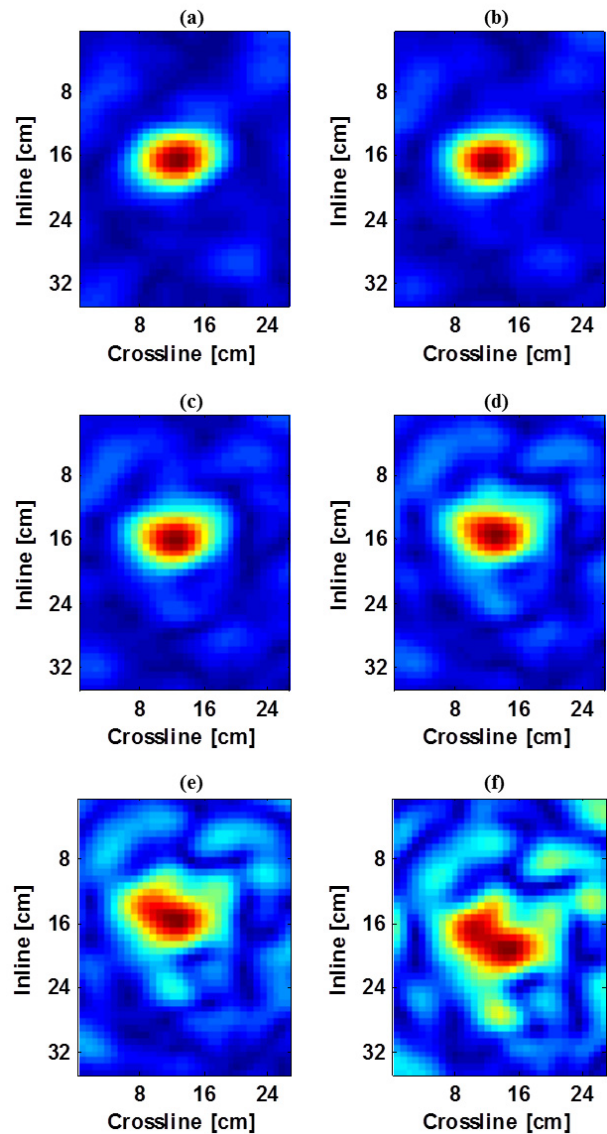 (a)
(b)
8
16
24
32
Inline [cm]
8 16 24
Crossline [cm]
8
16
24
32
Inline [cm]
8 16 24
Crossline [cm]
(c)
(d)
8
16
24
32
Inline [cm]
8 16 24
Crossline [cm]
8
16
24
32
Inline [cm]
8 16 24
Crossline [cm]
(e)
(f)
8
16
24
32
Inline [cm]
8 16 24
Crossline [cm]
8
16
24
32
Inline [cm]
8 16 24
Crossline [cm]